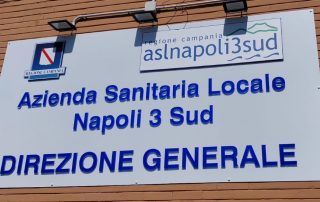 REGIONE CAMPANIA
regione campania
aslnapoli3sud
Azienda Sanitaria Locale
Napoli 3 Sud
DIREZIONE GENERALE